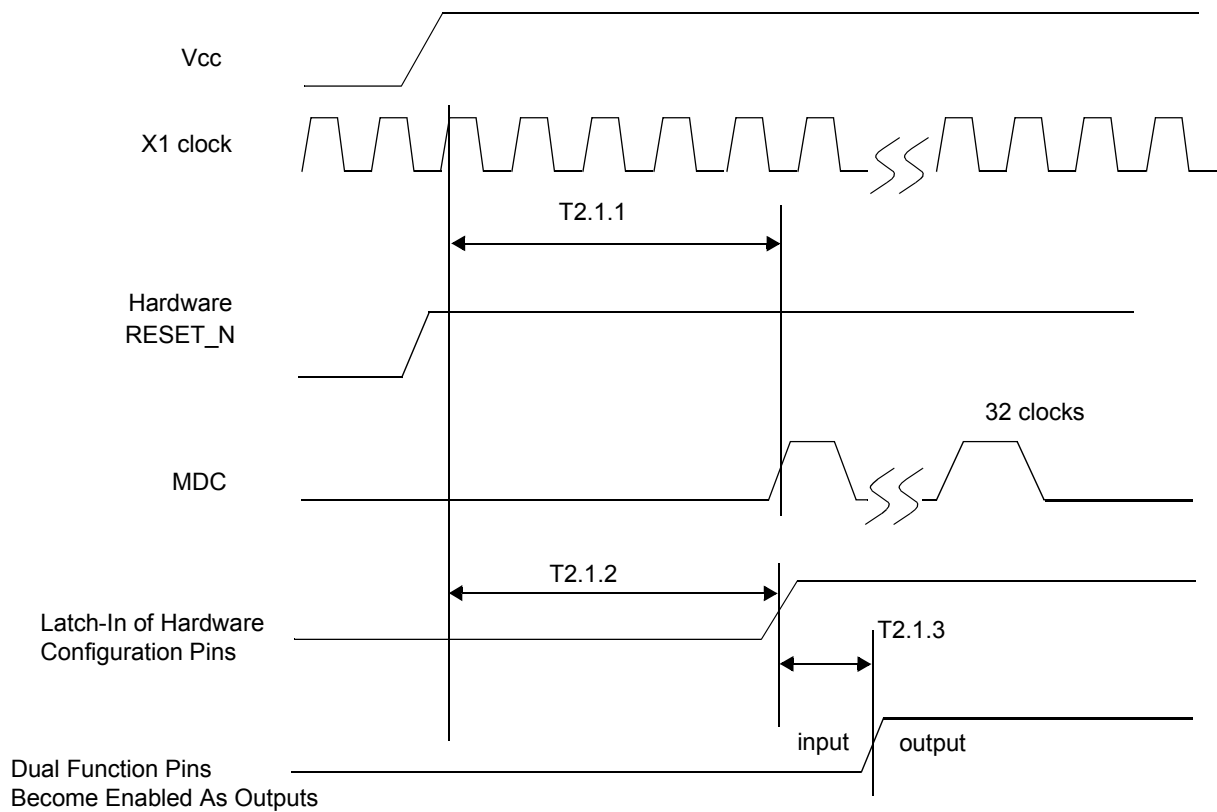 Vcc
X1 clock
T2.1.1
Hardware
RESET_N
32 clocks
MDC
T2.1.2
Latch-In of Hardware
Configuration Pins
T2.1.3
input
output
Dual Function Pins
Become Enabled As Outputs